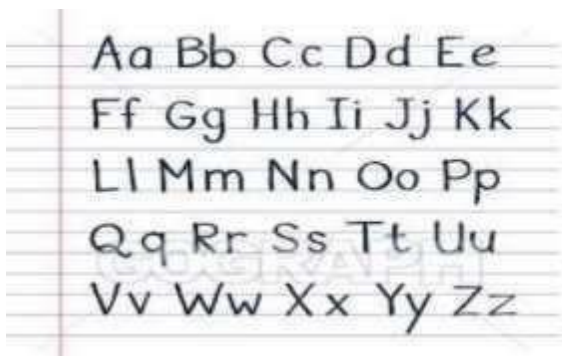 Aa Bb Cc Dd Ee
Ff Gg Hh Ii Jj Kk
Ll Mm Nn Oo Pp
Qq Rr Ss Tt Uu
Vv Ww Xx Yy Zz
GOGRAPH